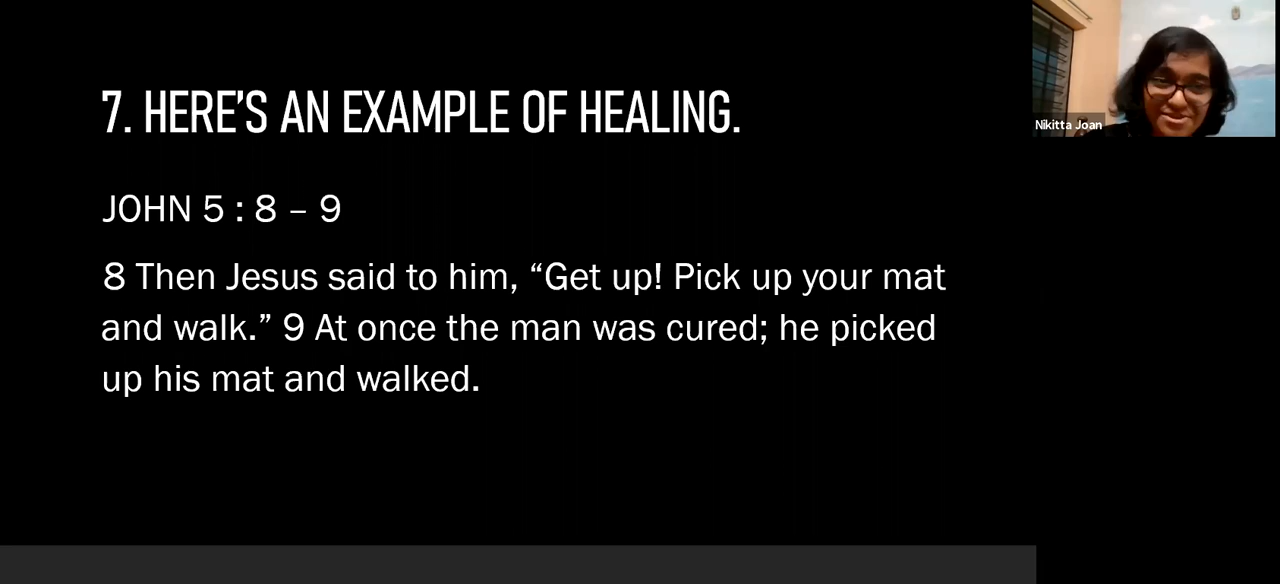 7. HERE'S AN EXAMPLE OF HEALING.
JOHN 5 : 8 – 9
8 Then Jesus said to him, “Get up! Pick up your mat
and walk.” 9 At once the man was cured; he picked
up his mat and walked.
Nikitta Joan